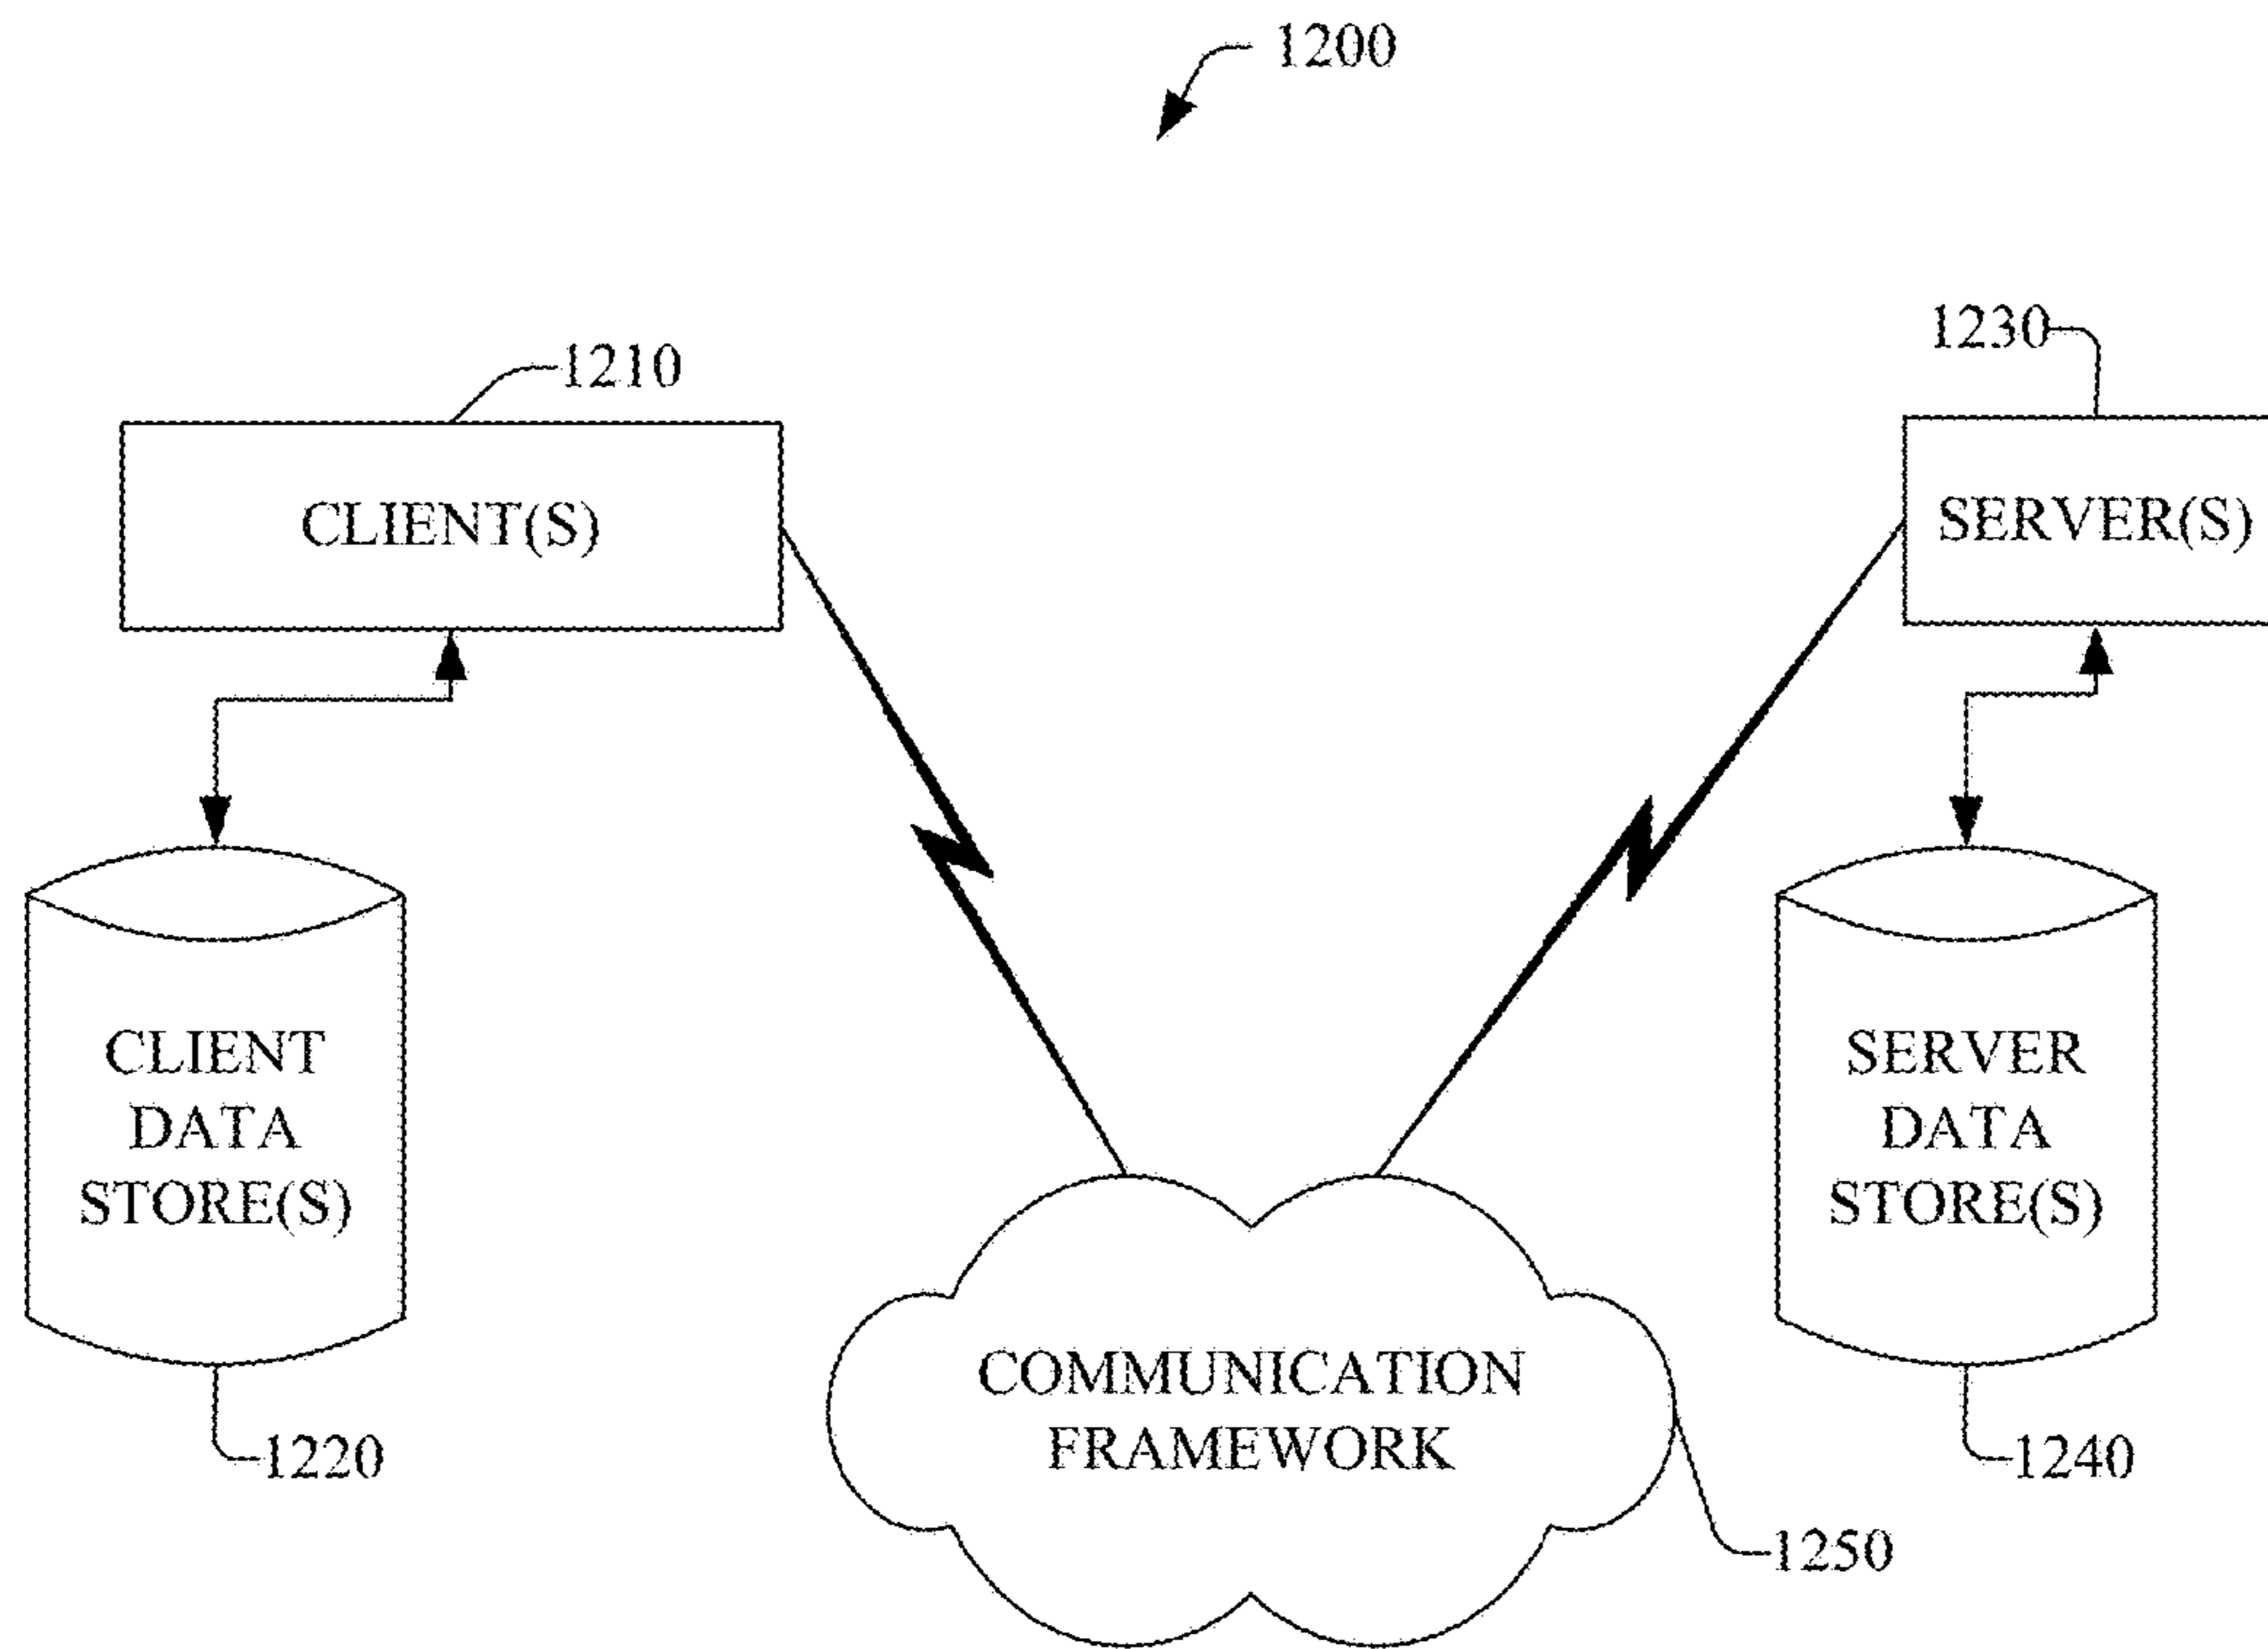 1200
1210
1230
CLIENT(S)
SERVER(S)
CLIENT
DATA
STORE(S)
SERVER
DATA
STORE(S)
COMMUNICATION
FRAMEWORK
1220
1240
1250